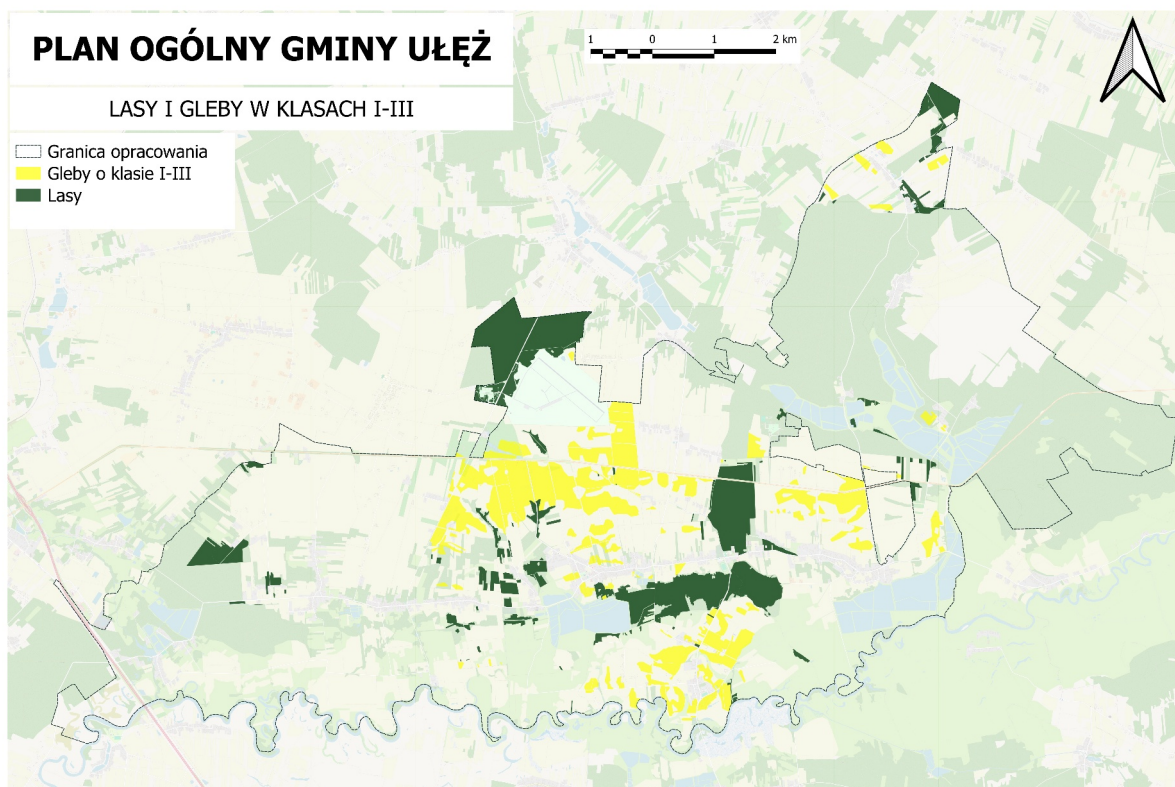 PLAN OGÓLNY GMINY UŁĘŻ
LASY I GLEBY W KLASACH I-III
Granica opracowania
Gleby o klasie I-III
Lasy
1 0 1 2 km